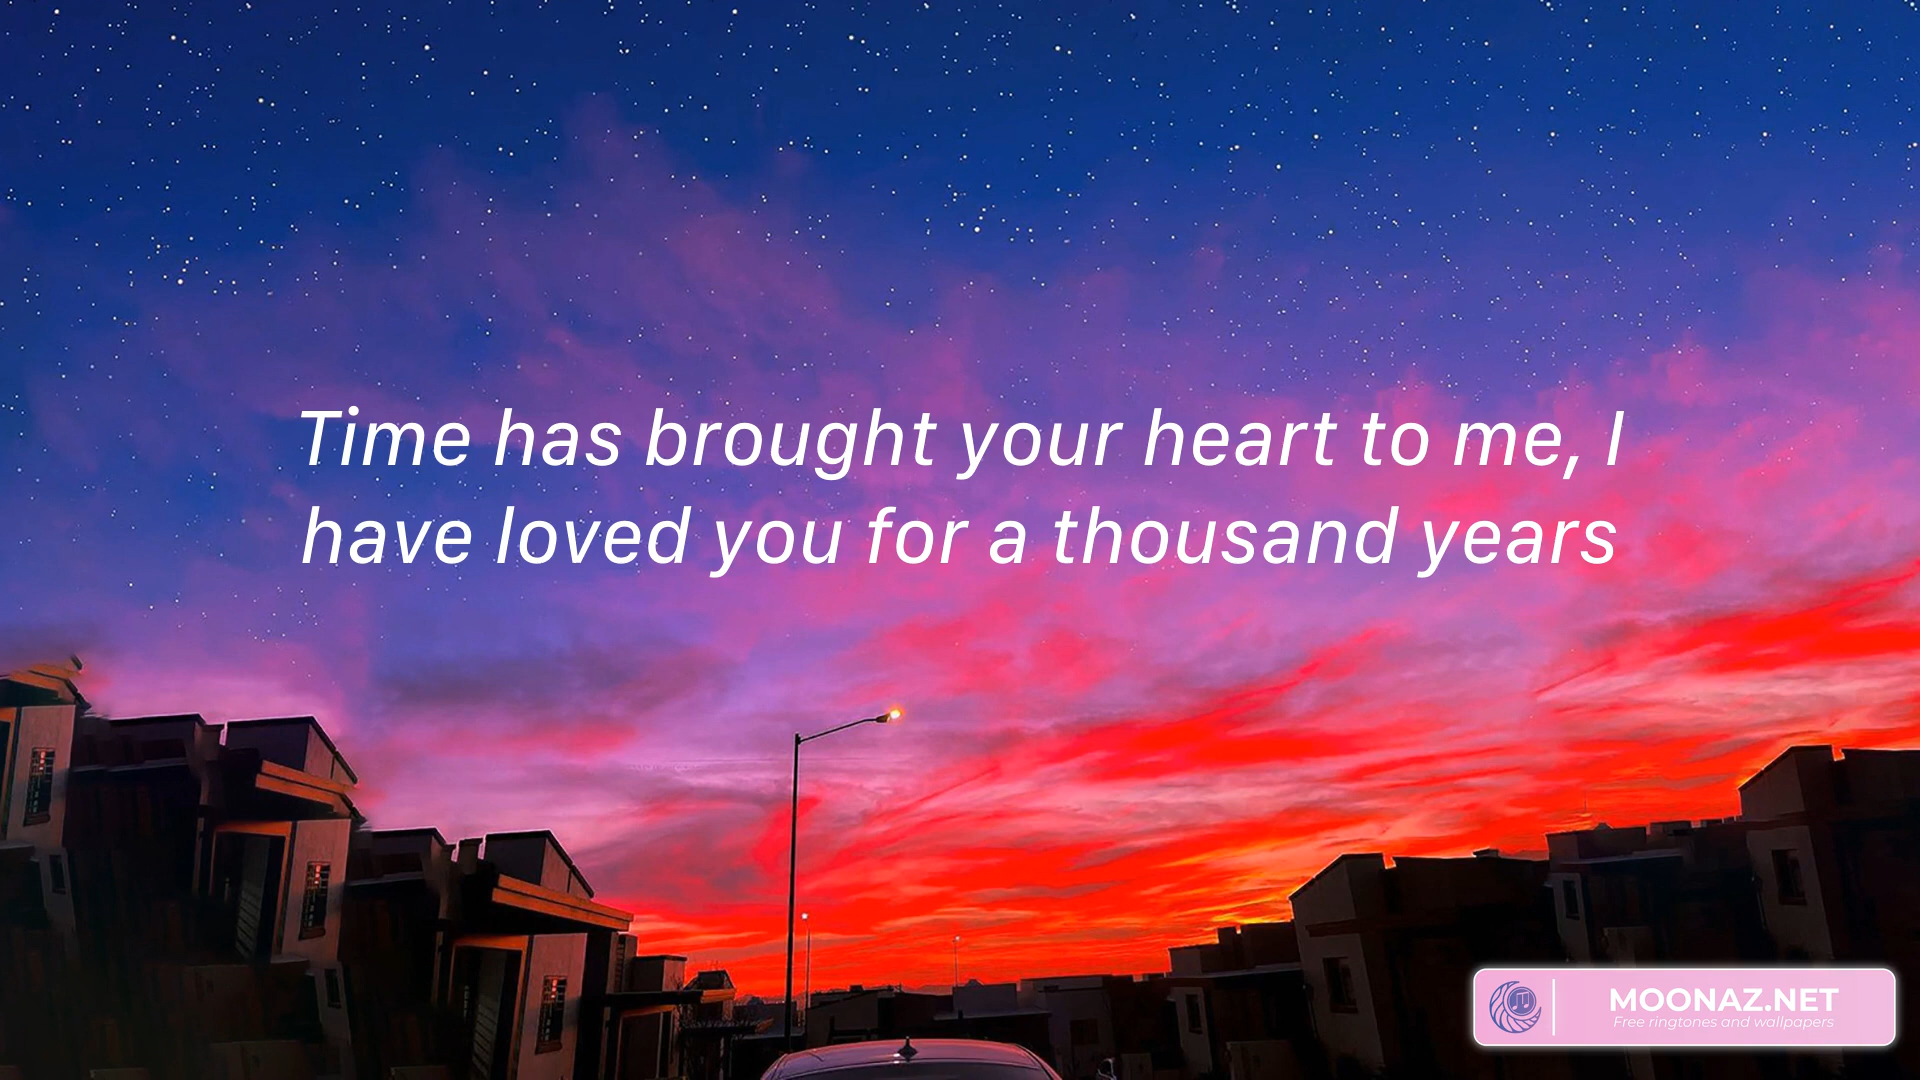 Time has brought your heart to me, I
have loved you for a thousand years
MOONAZ.NET
Free ringtones and wallpapers